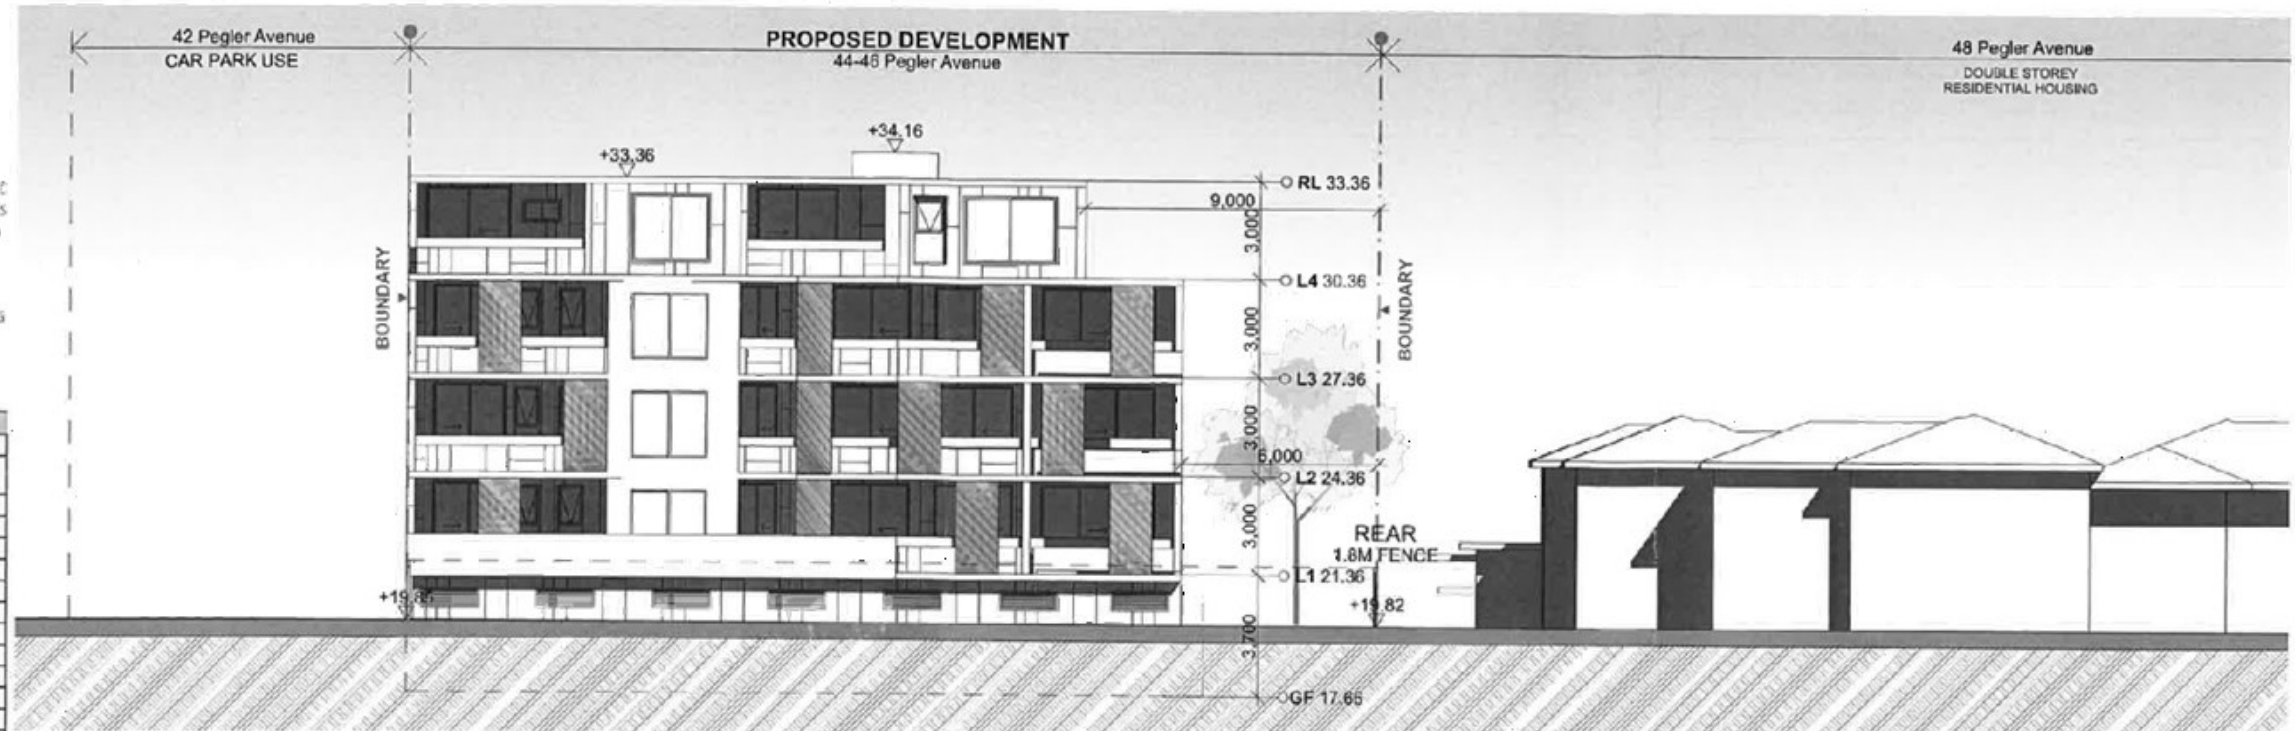 42 Pegler Avenue
CAR PARK USE
PROPOSED DEVELOPMENT
44-46 Pegler Avenue
48 Pegler Avenue
DOUBLE STOREY
RESIDENTIAL HOUSING
+34.16
+33.36
RL 33.36
9,000
3,000
BOUNDARY
L4 30.36
BOUNDARY
3,000
L3 27.36
3,000
6,000
L2 24.36
3,000
REAR
1.8M FENCE
L1 21.36
+19.85
+19.82
3,700
GF 17.66